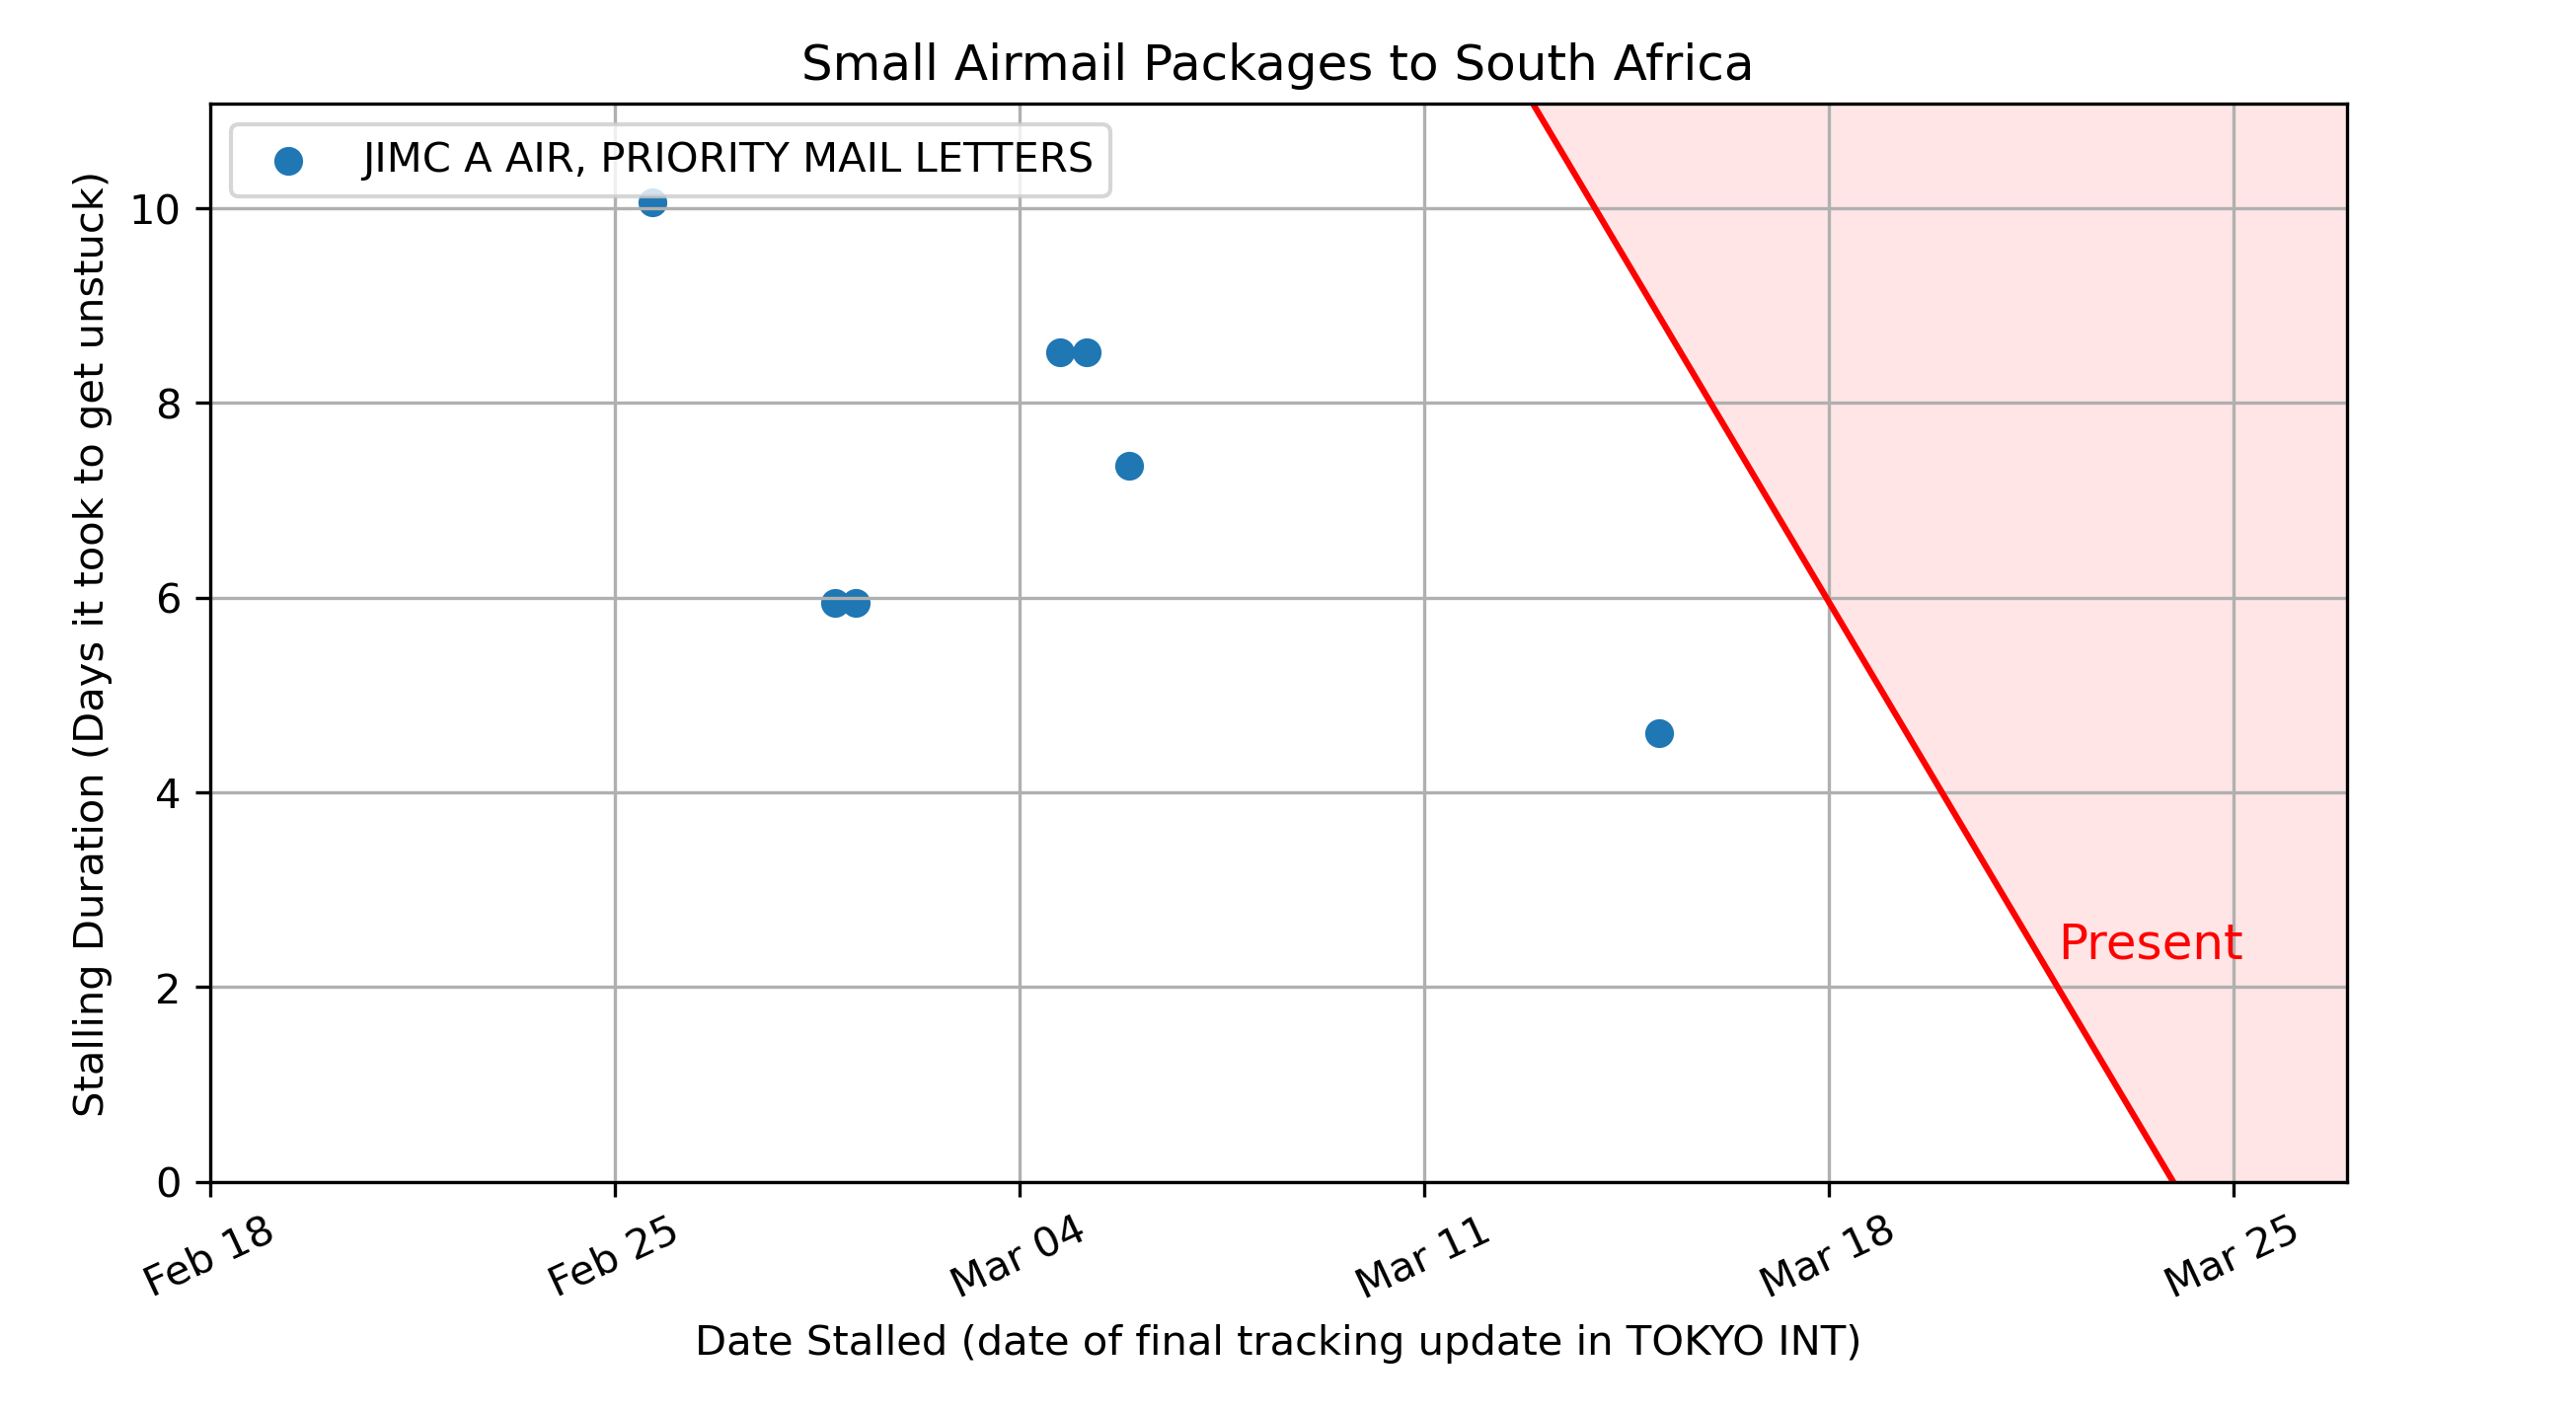 Small Airmail Packages to South Africa
JIMC A AIR, PRIORITY MAIL LETTERS
Stalling Duration (Days it took to get unstuck)
10
8
6
4
2
0
Present
Feb 18
Feb 25
Mar 04
Mar 11
Mar 18
Mar 25
Date Stalled (date of final tracking update in TOKYO INT)